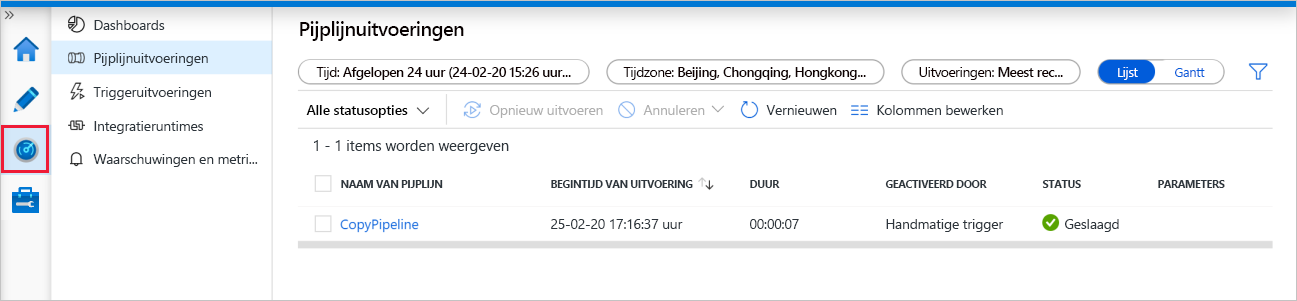 Dashboards
Pijplijnuitvoeringen
Triggeruitvoeringen
Integratieruntimes
Waarschuwingen en metri...
Pijplijnuitvoeringen
Tijd: Afgelopen 24 uur (24-02-20 15:26 uur... Tijdzone: Beijing, Chongqing, Hongkong... Uitvoeringen: Meest rec... Lijst Gantt
Alle statusopties Opnieuw uitvoeren Annuleren Vernieuwen Kolommen bewerken
1 - 1 items worden weergeven
NAAM VAN PIJPLIJN BEGINTIJD VAN UITVOERING DUUR GEACTIVEERD DOOR STATUS PARAMETERS
CopyPipeline 25-02-20 17:16:37 uur 00:00:07 Handmatige trigger Geslaagd